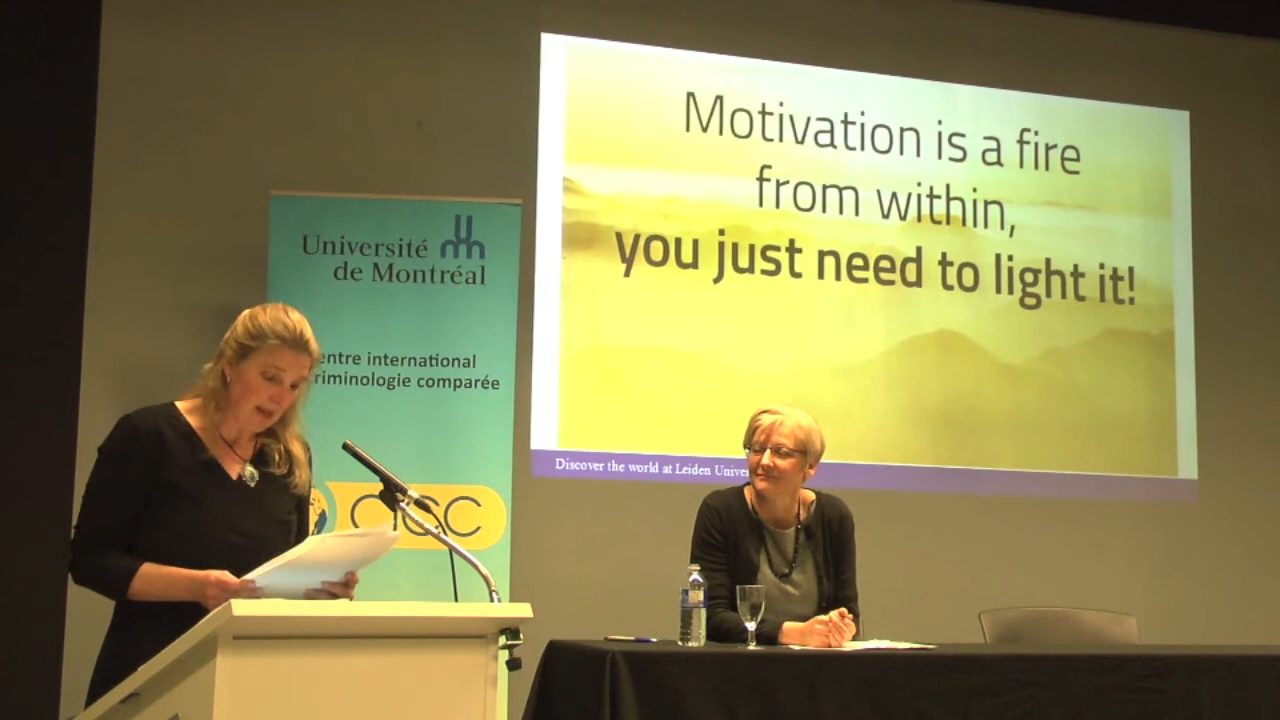 Motivation is a fire
from within,
you just need to light it!
Discover the world at Leiden
Université
de Montréal
entre international
riminologie comparée
CICC